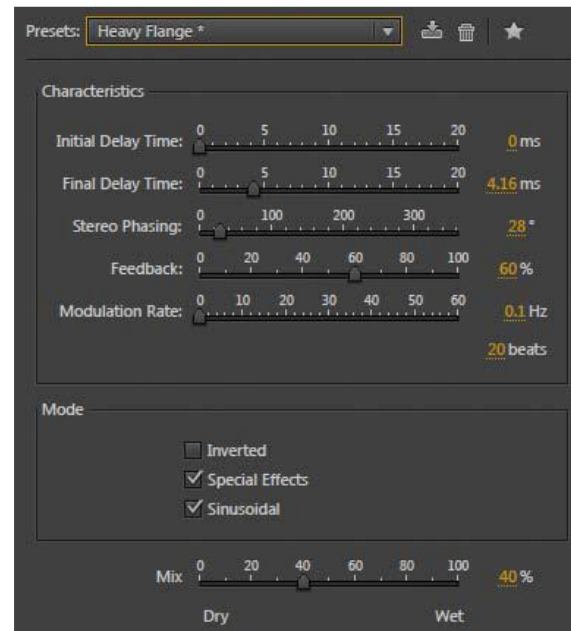 Presets: Heavy Flange *
Characteristics
0 5 10 15 20
Initial Delay Time: 0 ms
0 5 10 15 20
Final Delay Time: 4.16 ms
0 100 200 300
Stereo Phasing: 28 °
0 20 40 60 80 100
Feedback: 60 %
0 10 20 30 40 50 60
Modulation Rate: 0.1 Hz
20 beats
Mode
Inverted
Special Effects
Sinusoidal
0 20 40 60 80 100
Mix 40 %
Dry Wet